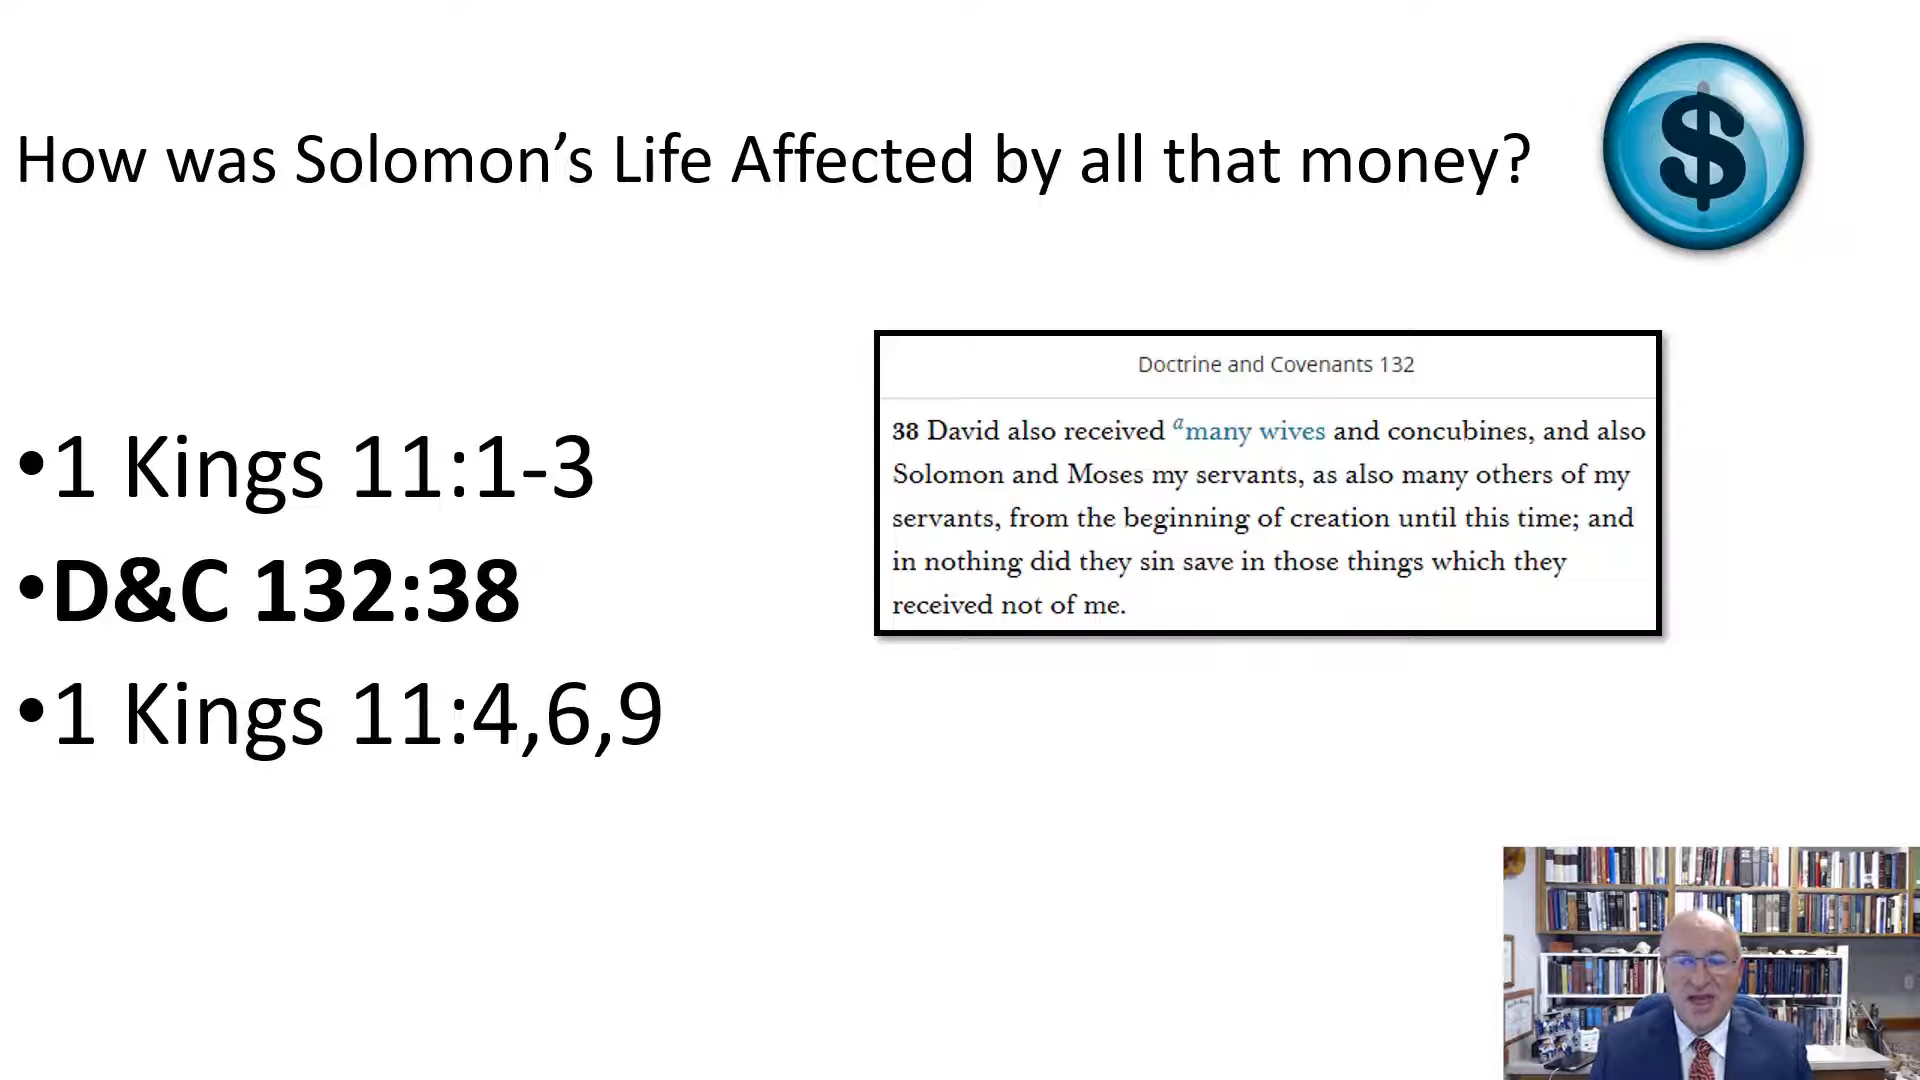 How was Solomon’s Life Affected by all that money?
$
•1 Kings 11:1-3
•D&C 132:38
•1 Kings 11:4,6,9
Doctrine and Covenants 132
38 David also received ᵃmany wives and concubines, and also
Solomon and Moses my servants, as also many others of my
servants, from the beginning of creation until this time; and
in nothing did they sin save in those things which they
received not of me.